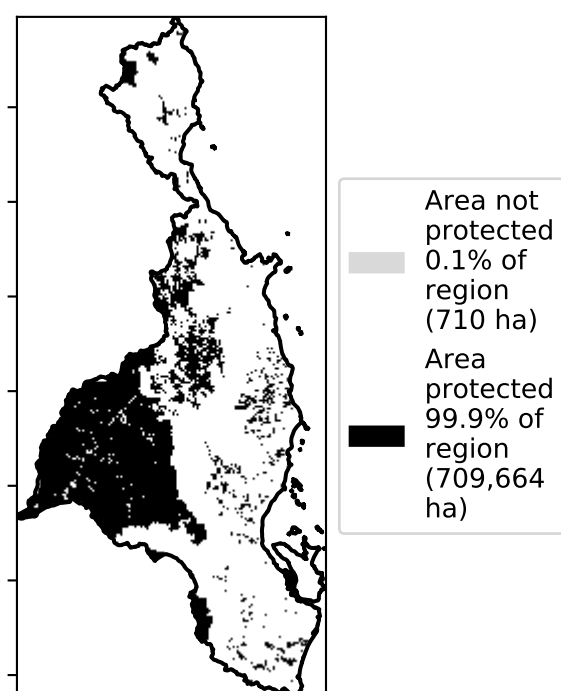 Area not
protected
0.1% of
region
(710 ha)
Area
protected
99.9% of
region
(709,664
ha)